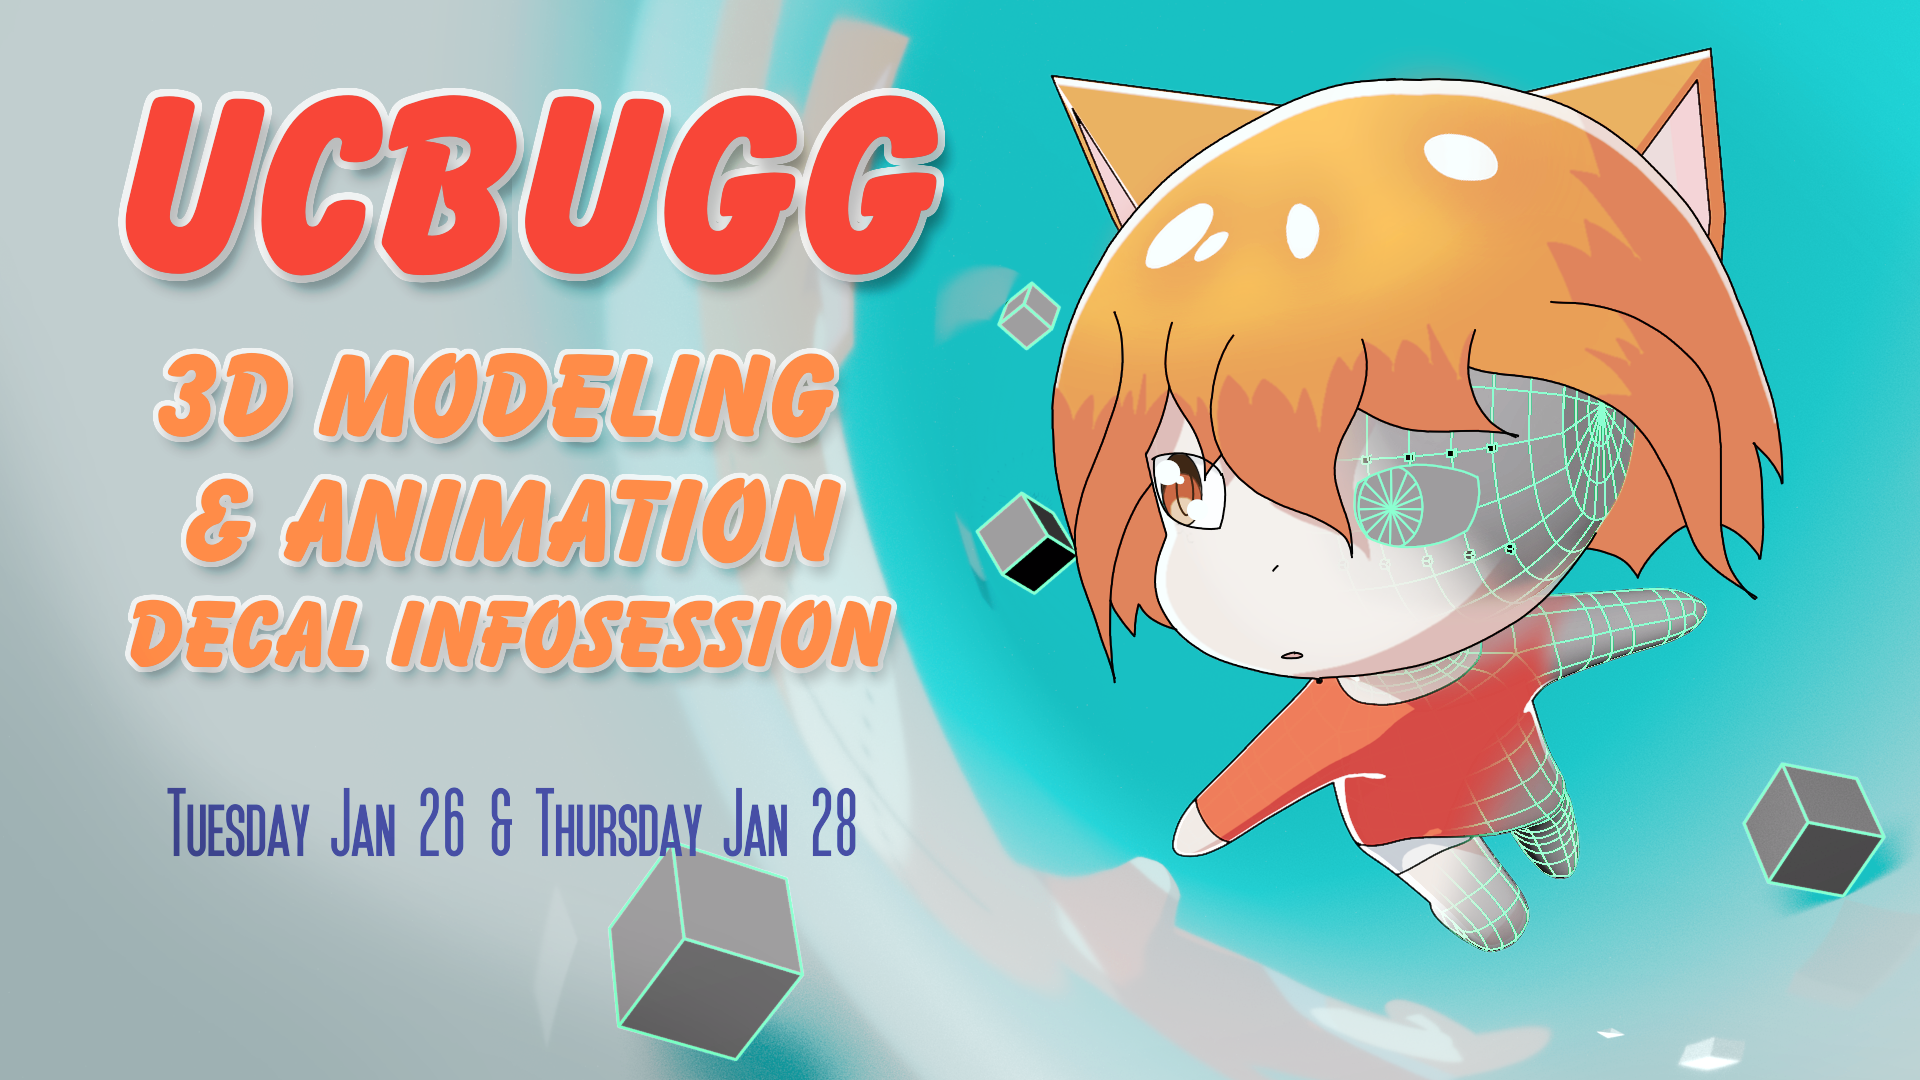 UCBUGG
3D MODELING
& ANIMATION
DECAL INFOSESSION
Tuesday Jan 26 & Thursday Jan 28